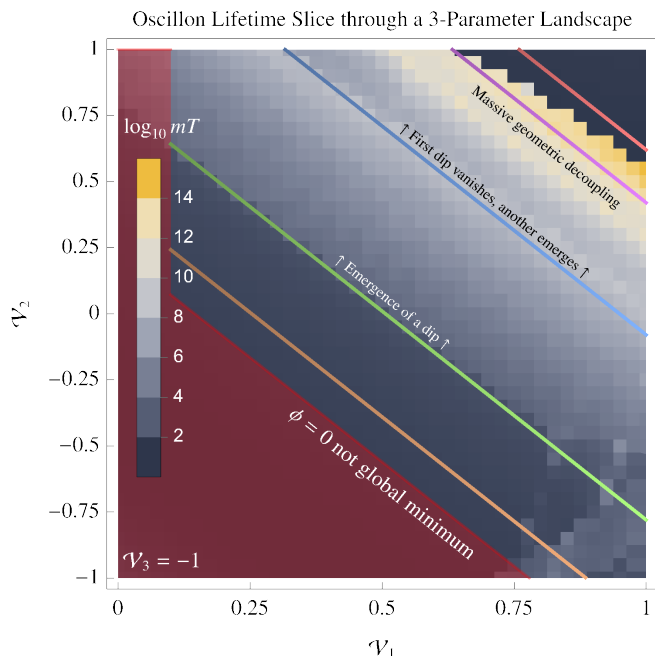 Oscillon Lifetime Slice through a 3-Parameter Landscape
1
0.75
0.5
0.25
0
−0.25
−0.5
−0.75
−1
𝒱₂
log₁₀ mT
14
12
10
8
6
4
2
Massive geometric decoupling
↑ First dip vanishes, another emerges ↑
↑ Emergence of a dip ↑
ϕ = 0 not global minimum
𝒱₃ = −1
0
0.25
0.5
0.75
1
𝒱₁